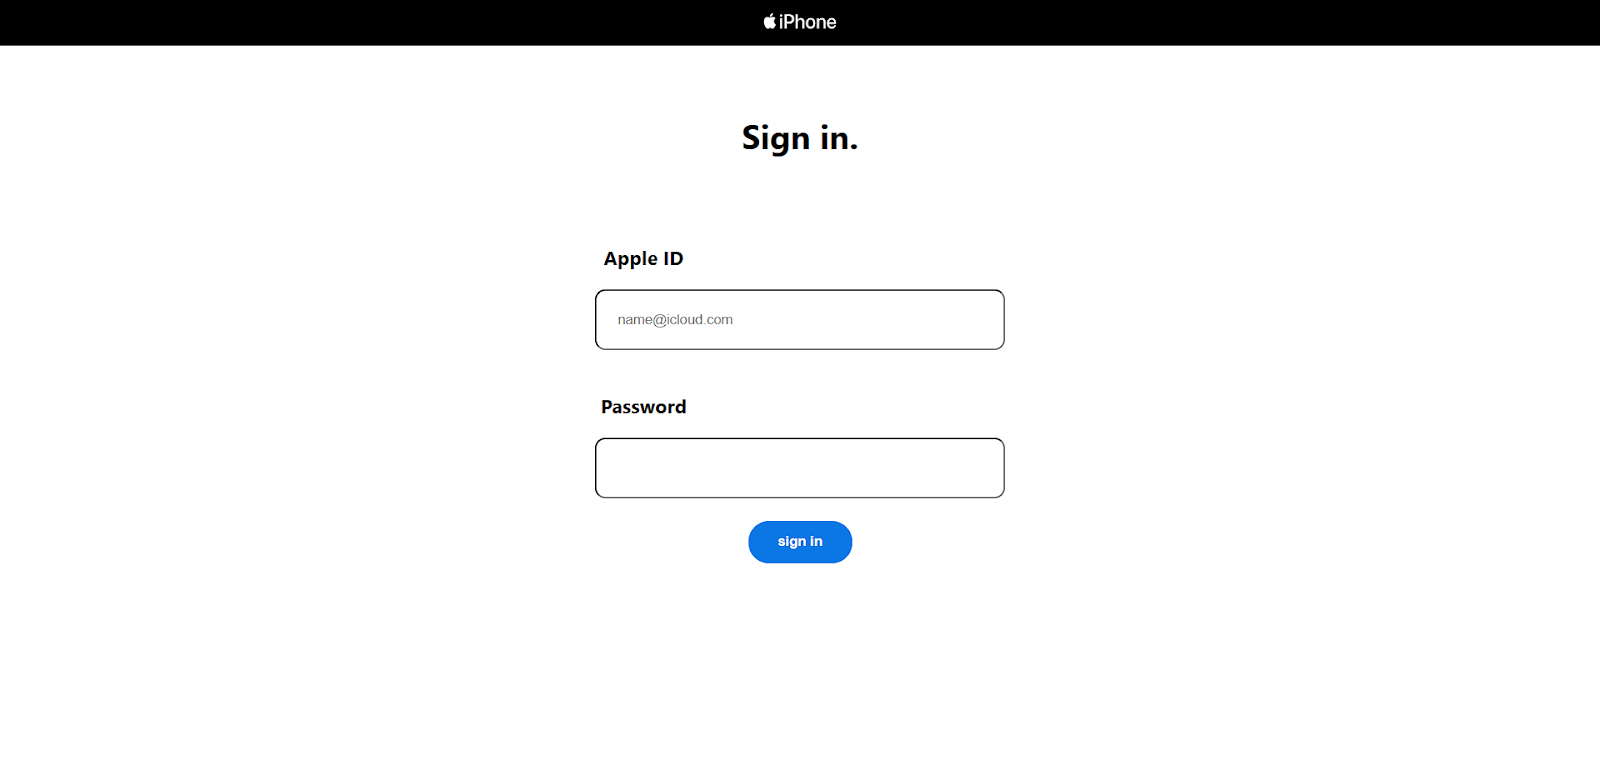 iPhone
Sign in.
Apple ID
name@icloud.com
Password
sign in